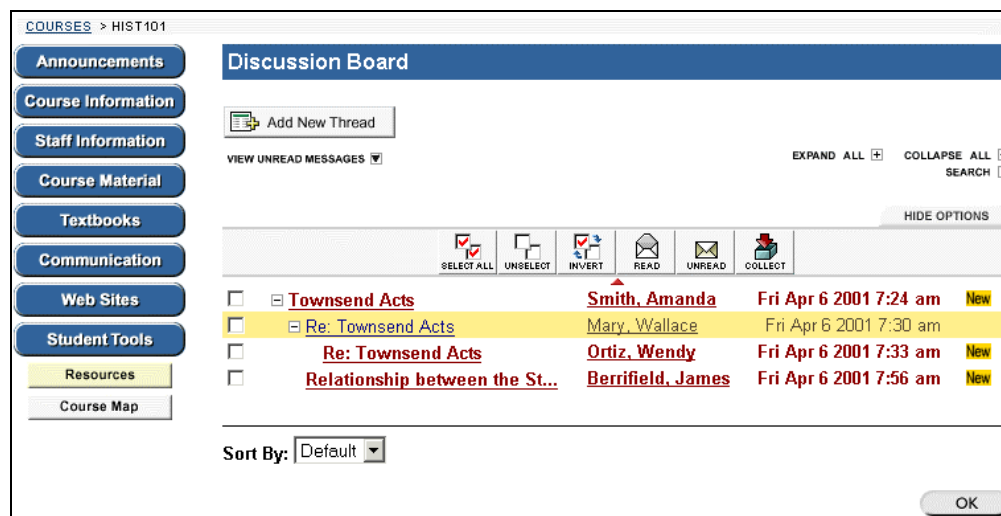 COURSES > HIST101
Announcements
Course Information
Staff Information
Course Material
Textbooks
Communication
Web Sites
Student Tools
Resources
Course Map
Discussion Board
Add New Thread
VIEW UNREAD MESSAGES
EXPAND ALL COLLAPSE ALL
SEARCH
HIDE OPTIONS
SELECT ALL UNSELECT INVERT READ UNREAD COLLECT
Townsend Acts Smith, Amanda Fri Apr 6 2001 7:24 am New
Re: Townsend Acts Mary, Wallace Fri Apr 6 2001 7:30 am
Re: Townsend Acts Ortiz, Wendy Fri Apr 6 2001 7:33 am New
Relationship between the St... Berrifield, James Fri Apr 6 2001 7:56 am New
Sort By: Default
OK